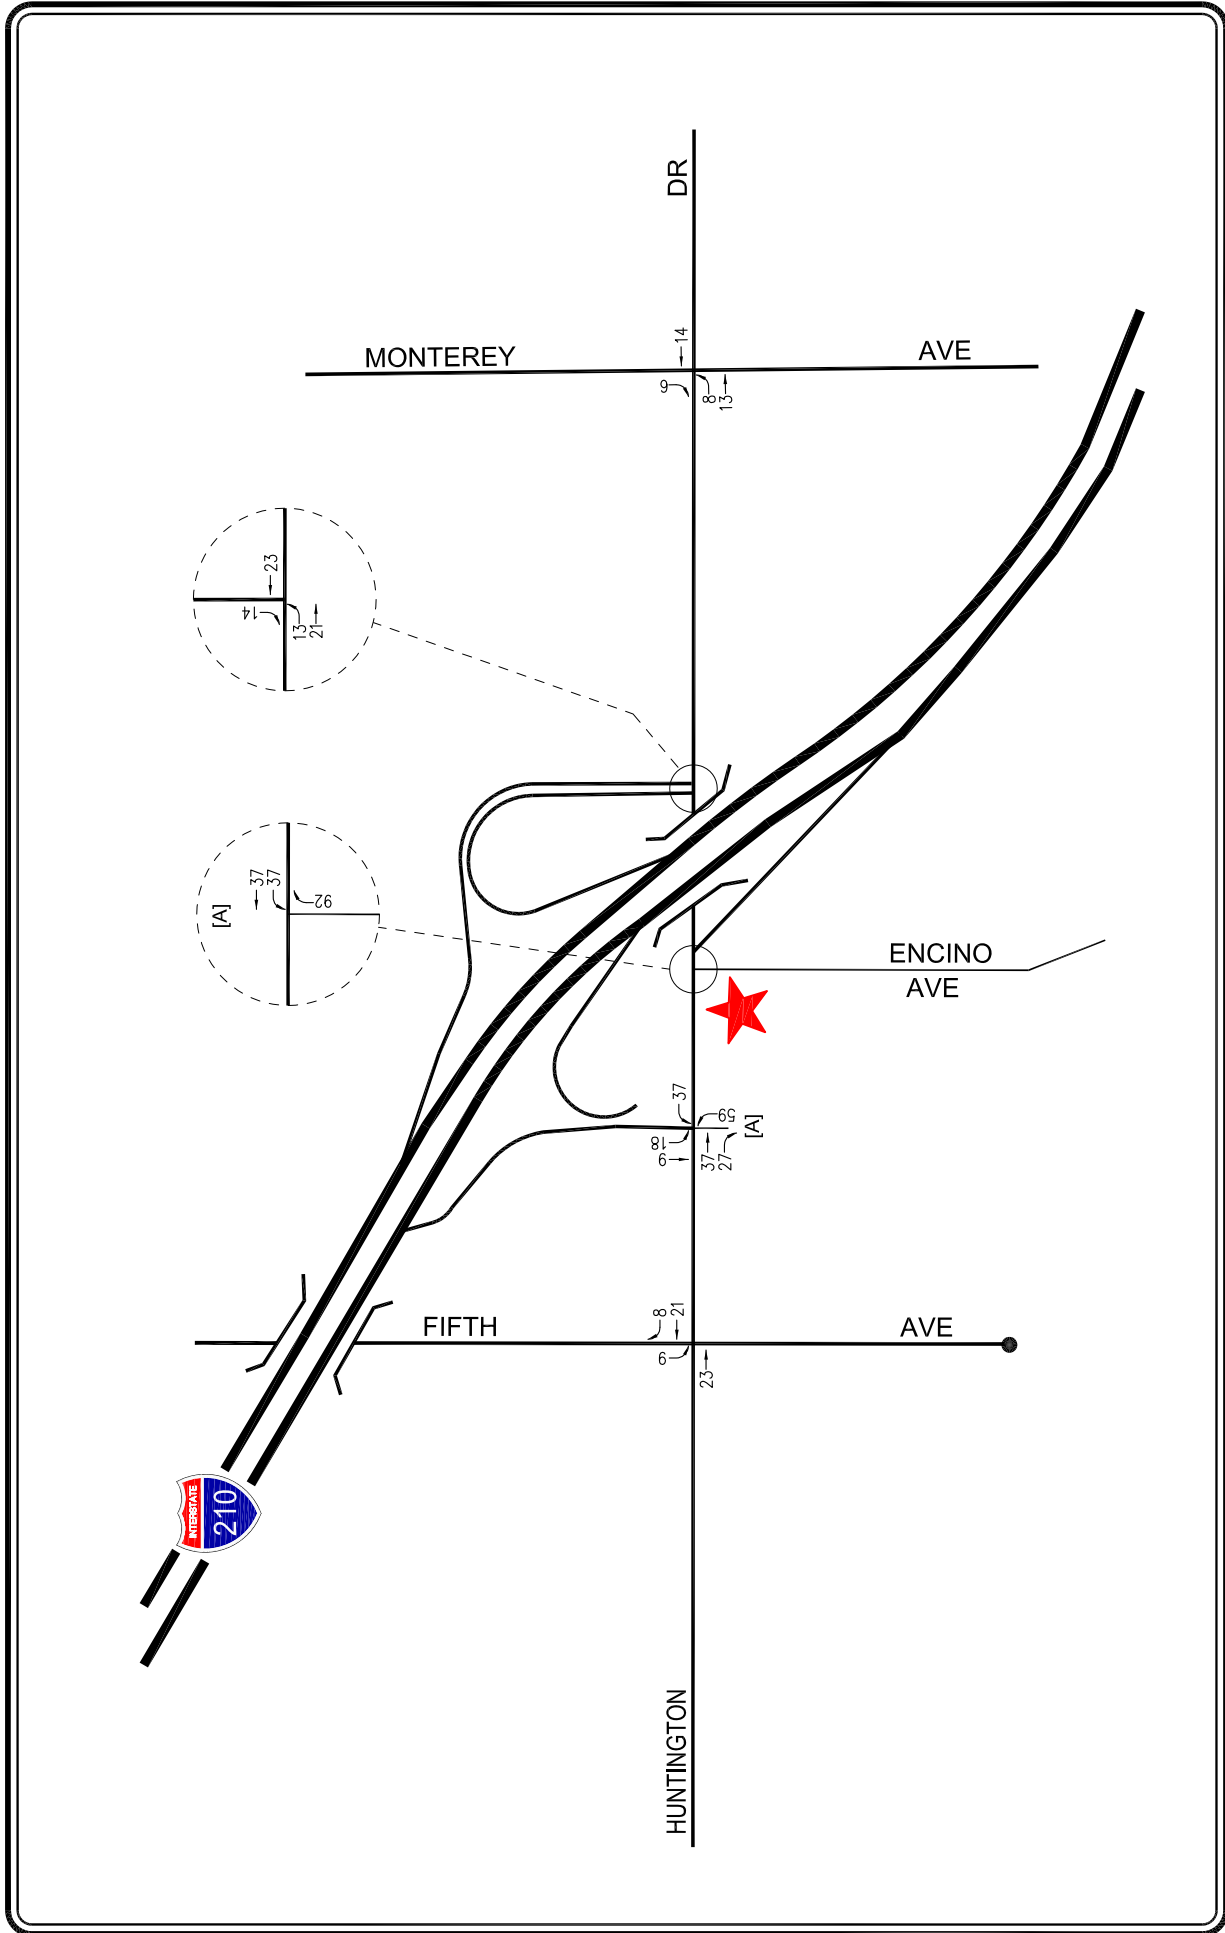 DR
14
MONTEREY
AVE
6
8
13
23
14
13
21
37
37
[A]
92
ENCINO
AVE
37
59
[A]
18
9
37
27
8
21
FIFTH
AVE
9
23
INTERSTATE
210
HUNTINGTON